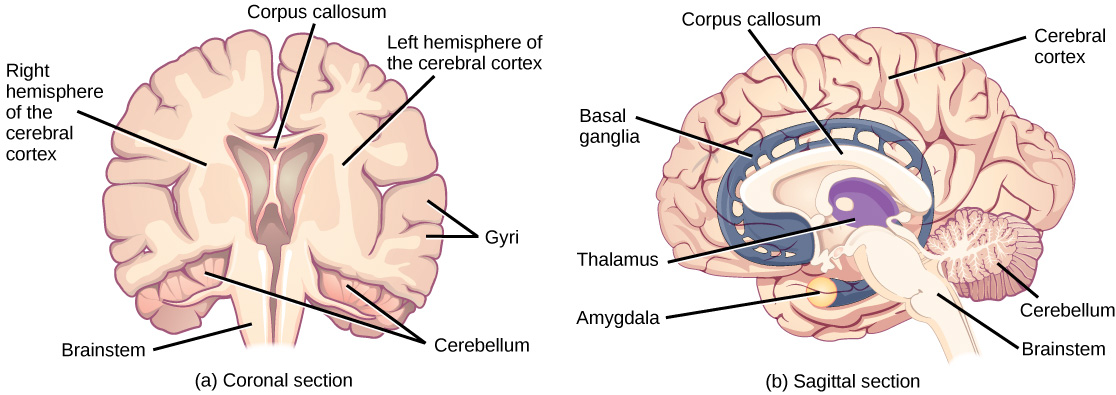 Corpus callosum
Left hemisphere of
the cerebral cortex
Right
hemisphere
of the
cerebral
cortex
Gyri
Brainstem
Cerebellum
(a) Coronal section
Corpus callosum
Cerebral
cortex
Basal
ganglia
Thalamus
Amygdala
Cerebellum
Brainstem
(b) Sagittal section